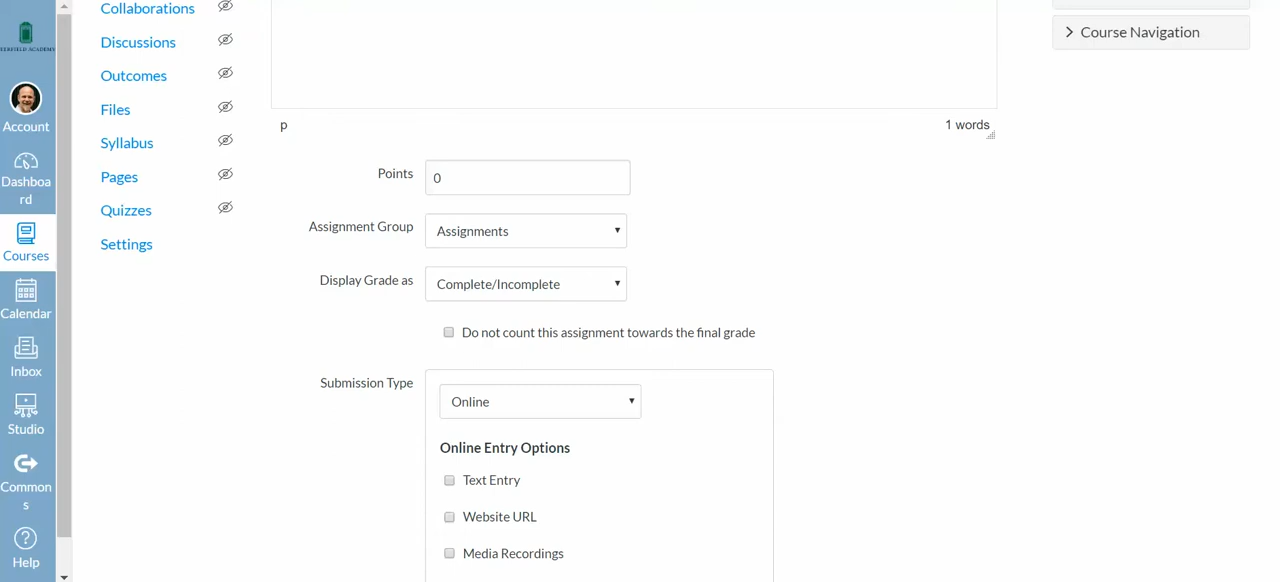 Collaborations
Discussions
Outcomes
Files
Syllabus
Pages
Quizzes
Settings
Account
Dashboa
rd
Courses
Calendar
Inbox
Studio
Common
s
Help
p
1 words
Points
0
Assignment Group
Assignments
Display Grade as
Complete/Incomplete
Do not count this assignment towards the final grade
Submission Type
Online
Online Entry Options
Text Entry
Website URL
Media Recordings
Course Navigation